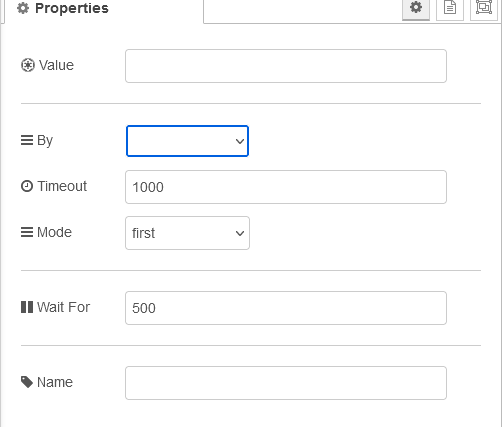 Properties
Value
By
Timeout 1000
Mode first
Wait For 500
Name